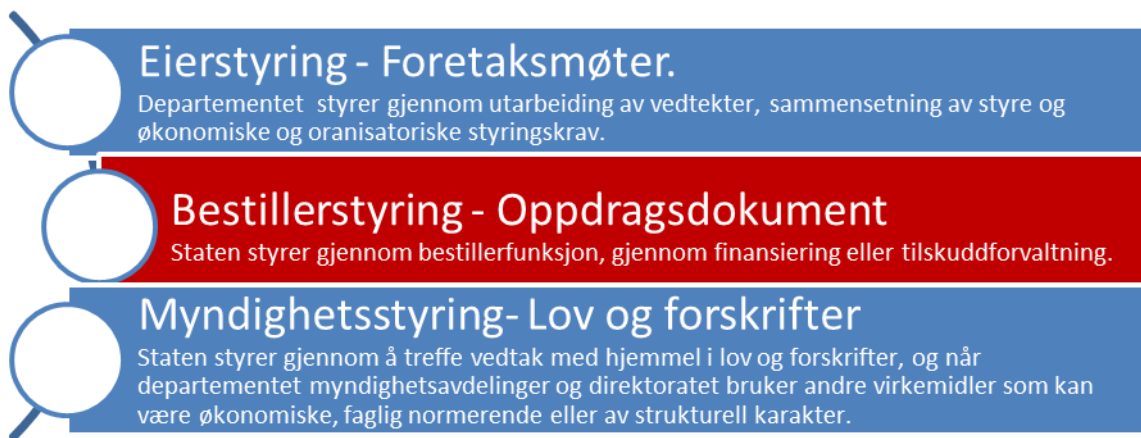 Eierstyring - Foretaksmøter.
Departementet styrer gjennom utarbeiding av vedtekter, sammensetning av styre og
økonomiske og oranisatoriske styringskrav.
Bestillerstyring - Oppdragsdokument
Staten styrer gjennom bestillerfunksjon, gjennom finansiering eller tilskuddforvaltning.
Myndighetsstyring- Lov og forskrifter
Staten styrer gjennom å treffe vedtak med hjemmel i lov og forskrifter, og når
departementet myndighetsavdelinger og direktoratet bruker andre virkemidler som kan
være økonomiske, faglig normerende eller av strukturell karakter.